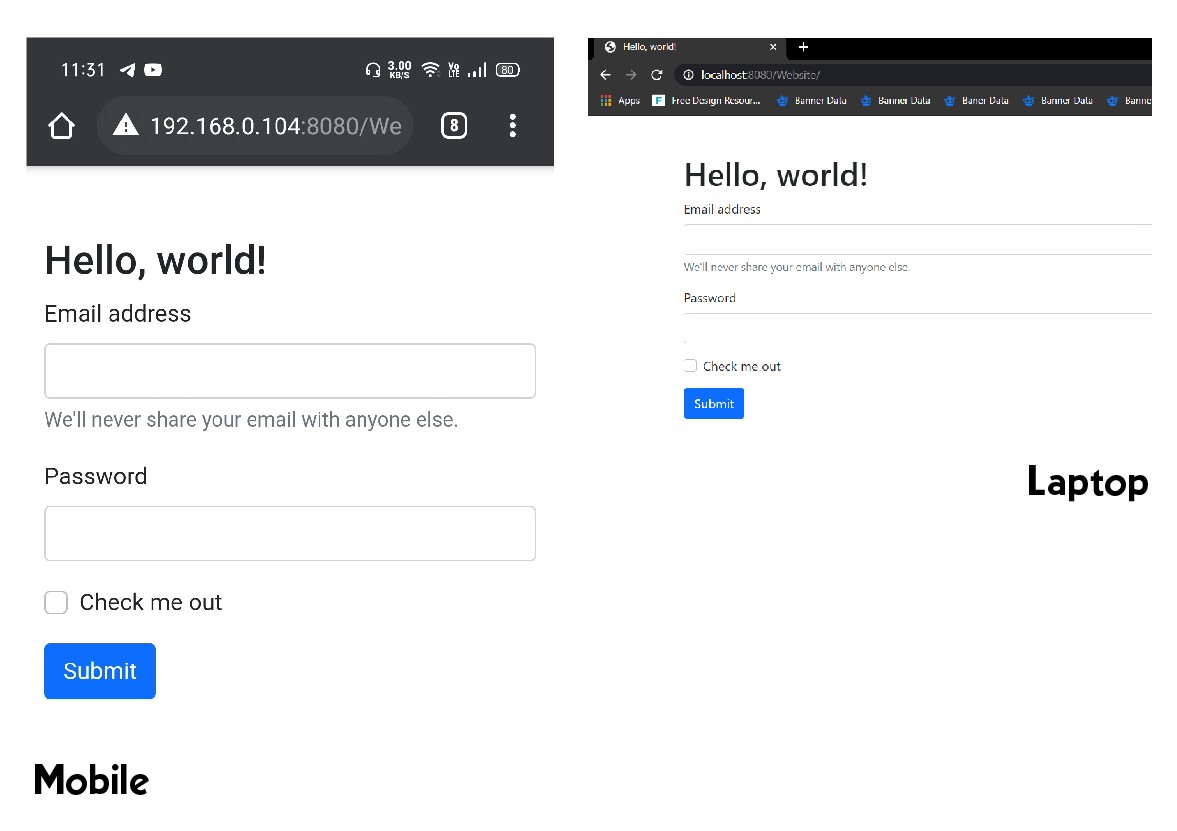 11:31
3.00
KB/S
Vo
LTE
80
192.168.0.104:8080/We
8
Hello, world!
Email address
We'll never share your email with anyone else.
Password
Check me out
Submit
Mobile
Hello, world!
localhost:8080/Website/
Apps
F
Free Design Resour...
Banner Data
Banner Data
Baner Data
Banner Data
Banne
Hello, world!
Email address
We'll never share your email with anyone else.
Password
Check me out
Submit
Laptop